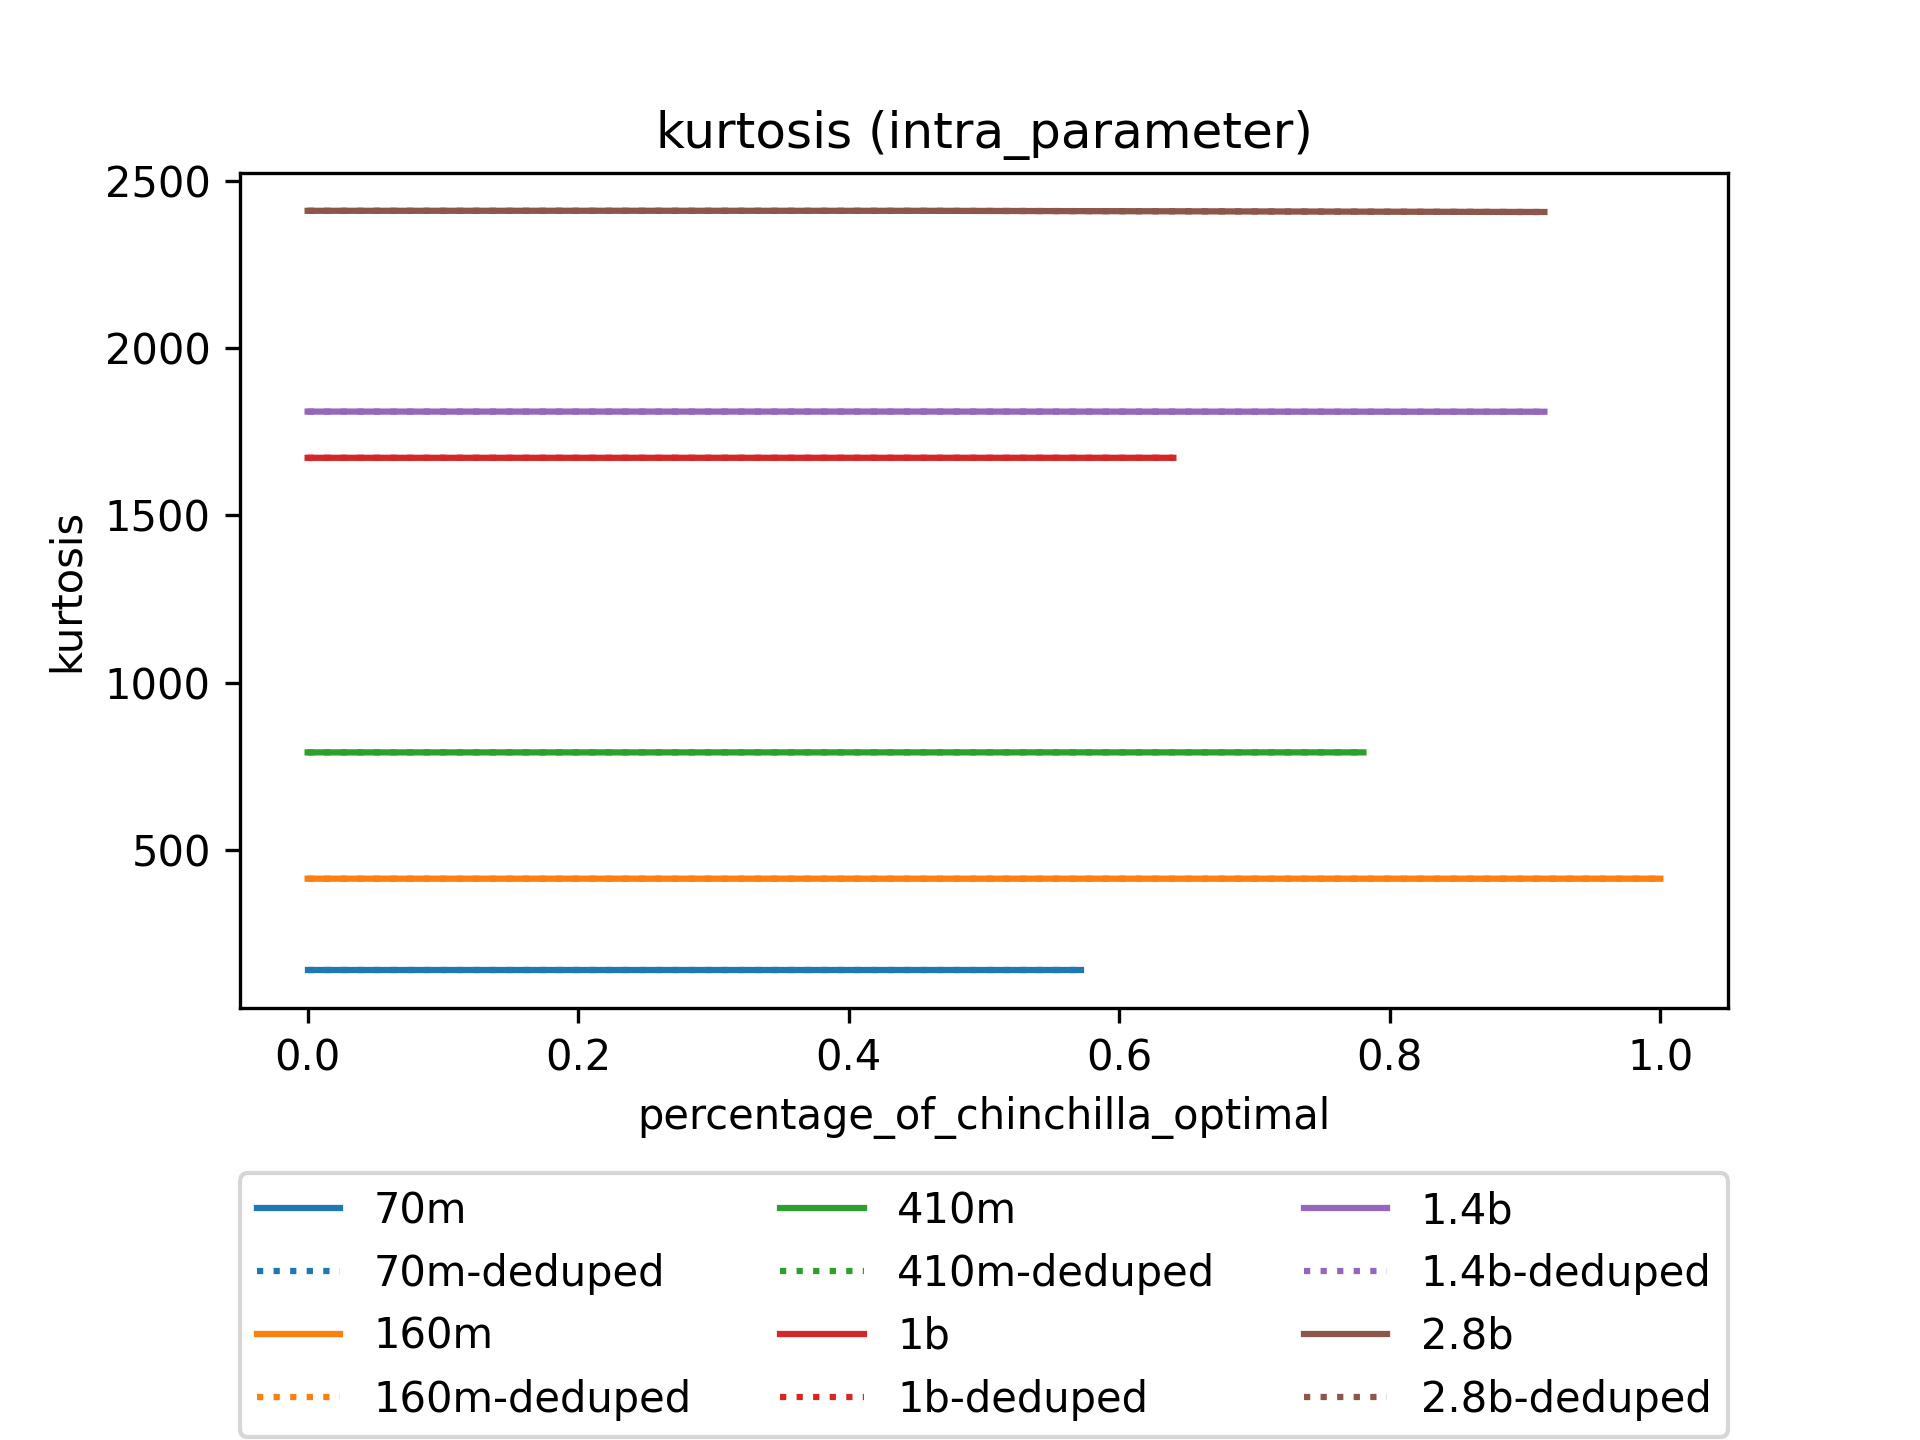 kurtosis (intra_parameter)
2500
2000
1500
1000
500
kurtosis
0.0 0.2 0.4 0.6 0.8 1.0
percentage_of_chinchilla_optimal
70m
70m-deduped
160m
160m-deduped
410m
410m-deduped
1b
1b-deduped
1.4b
1.4b-deduped
2.8b
2.8b-deduped